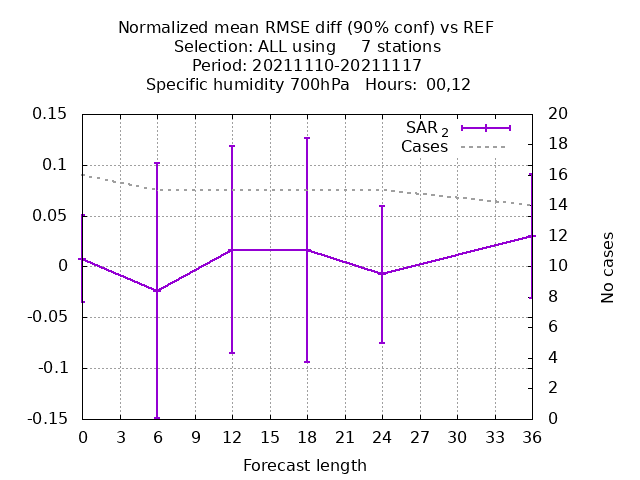 Normalized mean RMSE diff (90% conf) vs REF
Selection: ALL using 7 stations
Period: 20211110-20211117
Specific humidity 700hPa Hours: 00,12
0.15 20
SAR 2
18
Cases
0.1 16
0.05 14
12
0 10
No cases
-0.05 8
6
-0.1 4
2
-0.15 0
0 3 6 9 12 15 18 21 24 27 30 33 36
Forecast length